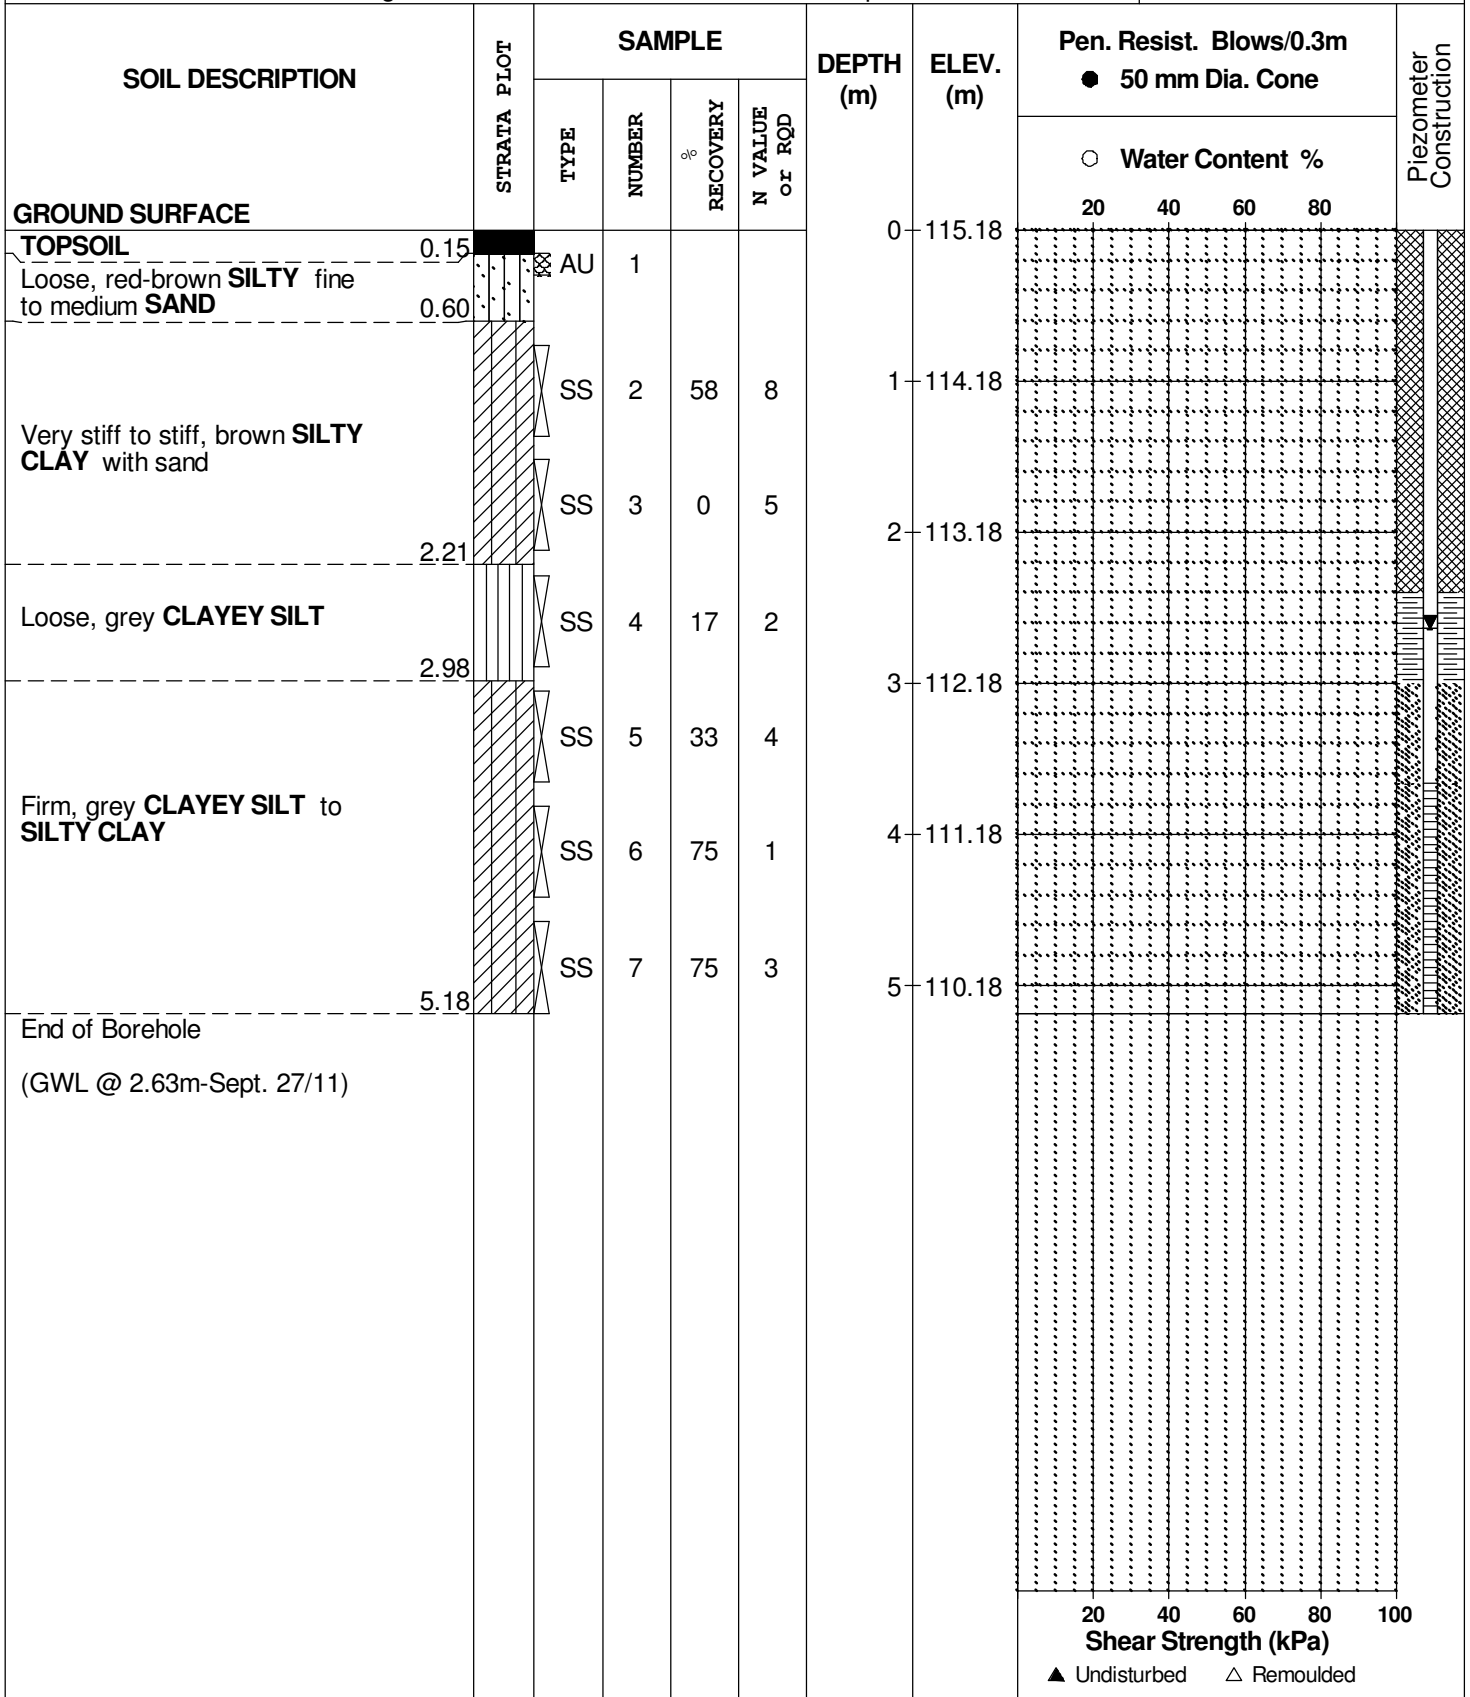 SOIL DESCRIPTION
STRATA PLOT
SAMPLE
TYPE
NUMBER
% RECOVERY
N VALUE or RQD
DEPTH (m)
ELEV. (m)
Pen. Resist. Blows/0.3m
● 50 mm Dia. Cone
○ Water Content %
Piezometer Construction
20 40 60 80
GROUND SURFACE
0 115.18
TOPSOIL 0.15
AU 1
Loose, red-brown SILTY fine
to medium SAND 0.60
SS 2 58 8
1 114.18
Very stiff to stiff, brown SILTY
CLAY with sand
SS 3 0 5
2 113.18
2.21
Loose, grey CLAYEY SILT
SS 4 17 2
2.98
3 112.18
SS 5 33 4
Firm, grey CLAYEY SILT to
SILTY CLAY
4 111.18
SS 6 75 1
SS 7 75 3
5 110.18
5.18
End of Borehole
(GWL @ 2.63m-Sept. 27/11)
20 40 60 80 100
Shear Strength (kPa)
▲ Undisturbed △ Remoulded